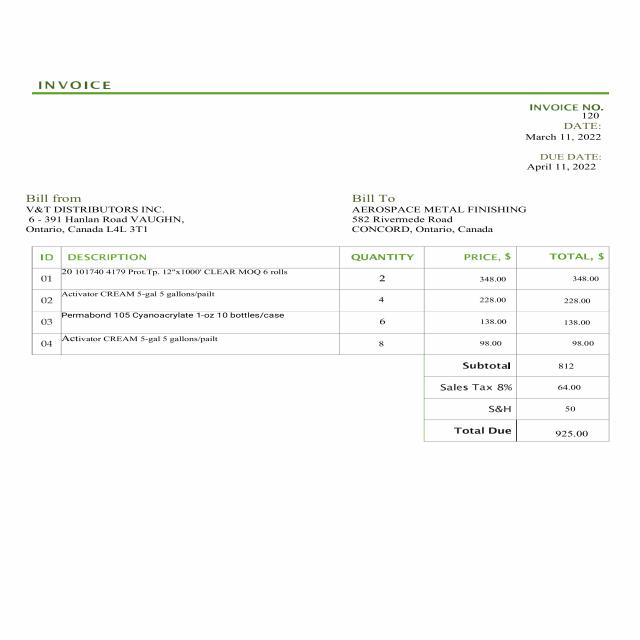 INVOICE
INVOICE NO.
120
DATE:
March 11, 2022
DUE DATE:
April 11, 2022
Bill from
V&T DISTRIBUTORS INC.
6 - 391 Hanlan Road VAUGHN,
Ontario, Canada L4L 3T1
Bill To
AEROSPACE METAL FINISHING
582 Rivermede Road
CONCORD, Ontario, Canada
ID DESCRIPTION QUANTITY PRICE, $ TOTAL, $
01 20 101740 4179 Prot.Tp. 12"x1000' CLEAR MOQ 6 rolls 2 348.00 348.00
02 Activator CREAM 5-gal 5 gallons/pailt 4 228.00 228.00
03 Permabond 105 Cyanoacrylate 1-oz 10 bottles/case 6 138.00 138.00
04 Activator CREAM 5-gal 5 gallons/pailt 8 98.00 98.00
Subtotal 812
Sales Tax 8% 64.00
S&H 50
Total Due 925.00